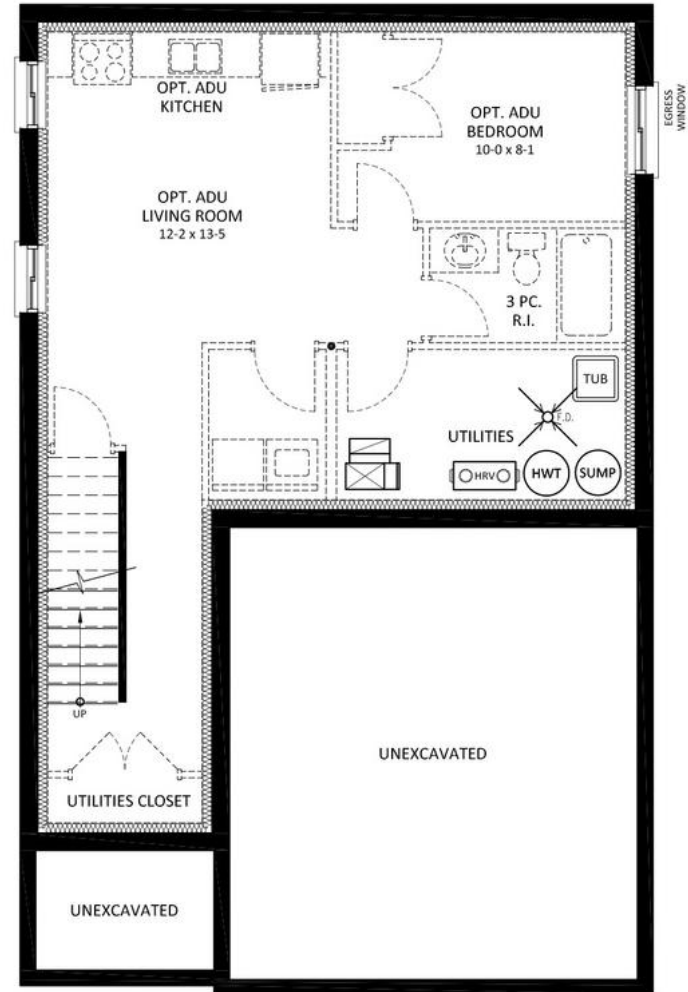 OPT. ADU
KITCHEN
OPT. ADU
BEDROOM
10-0 x 8-1
EGRESS
WINDOW
OPT. ADU
LIVING ROOM
12-2 x 13-5
3 PC.
R.I.
TUB
F.D.
UTILITIES
HRV
HWT
SUMP
UP
UTILITIES CLOSET
UNEXCAVATED
UNEXCAVATED